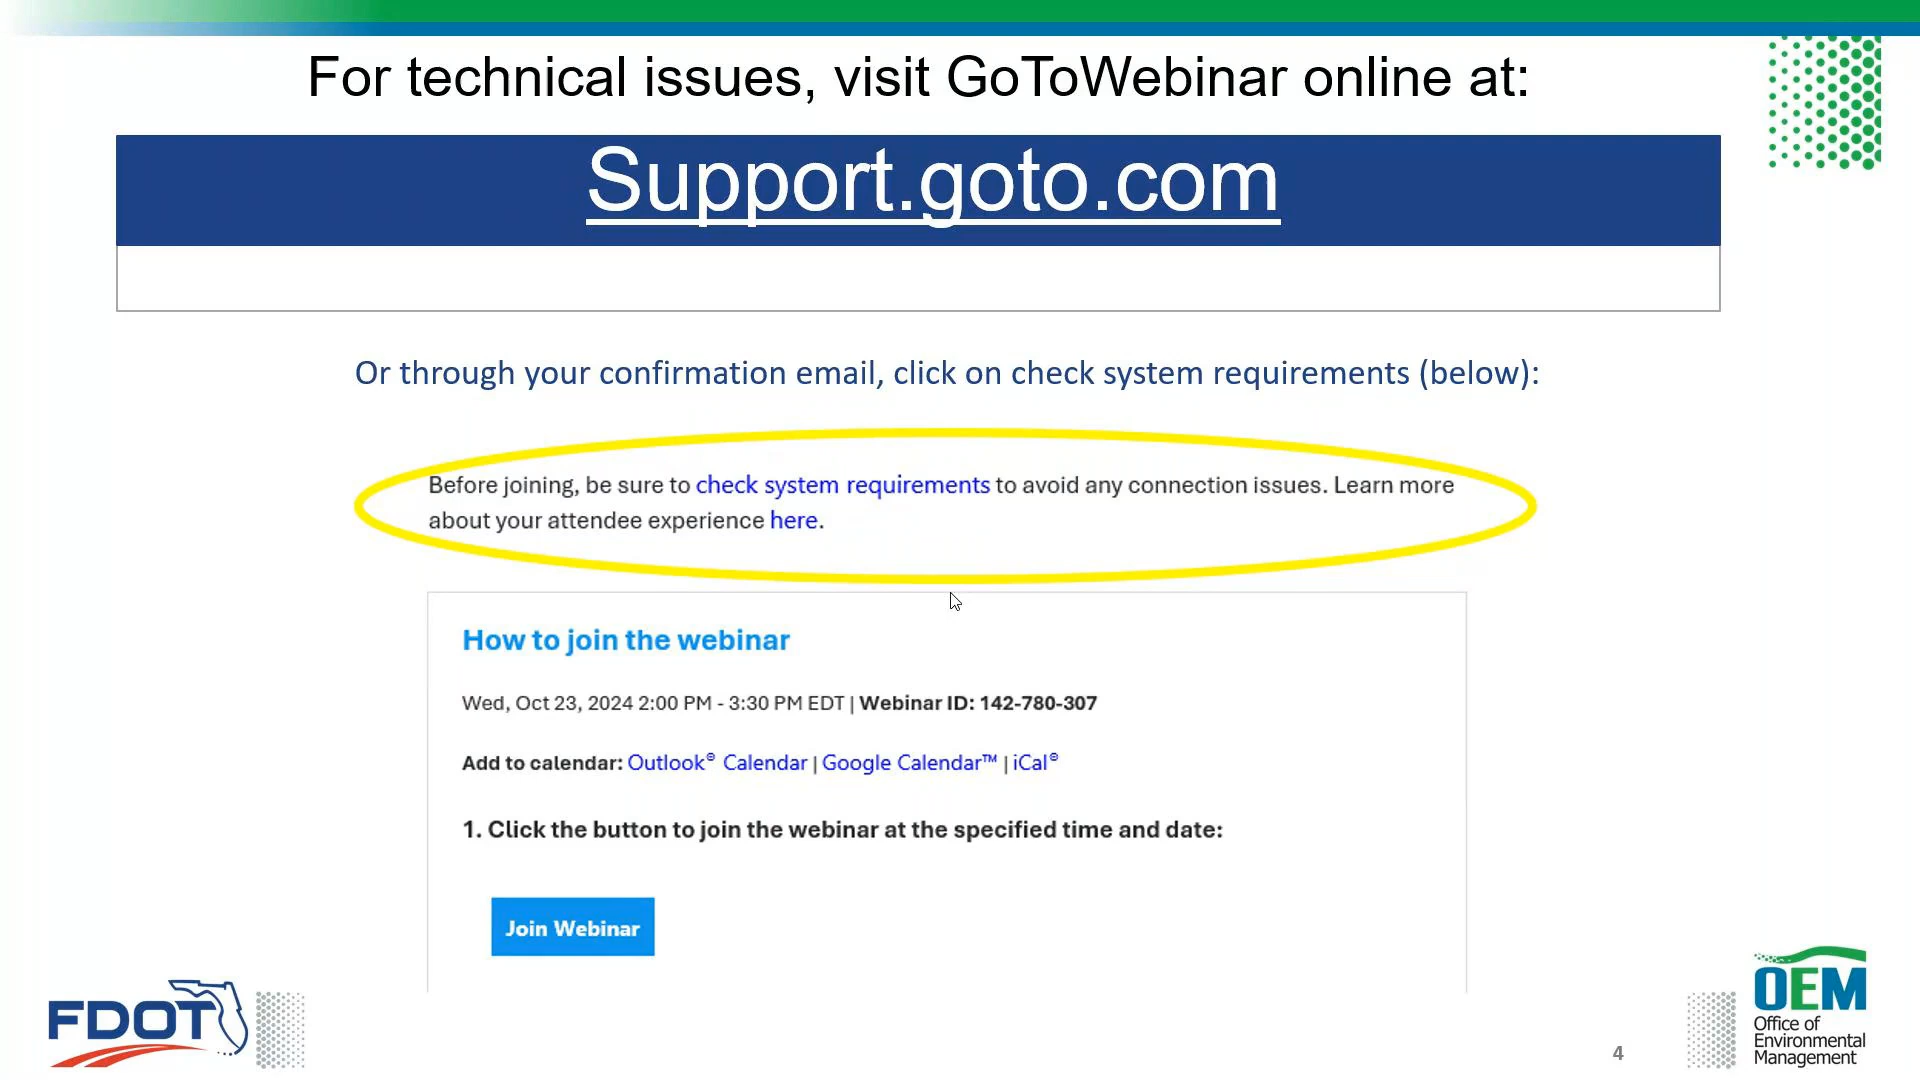 For technical issues, visit GoToWebinar online at:
Support.goto.com
Or through your confirmation email, click on check system requirements (below):
Before joining, be sure to check system requirements to avoid any connection issues. Learn more
about your attendee experience here.
How to join the webinar
Wed, Oct 23, 2024 2:00 PM - 3:30 PM EDT | Webinar ID: 142-780-307
Add to calendar: Outlook® Calendar | Google Calendar™ | iCal®
1. Click the button to join the webinar at the specified time and date:
Join Webinar
FDOT
4
OEM
Office of
Environmental
Management